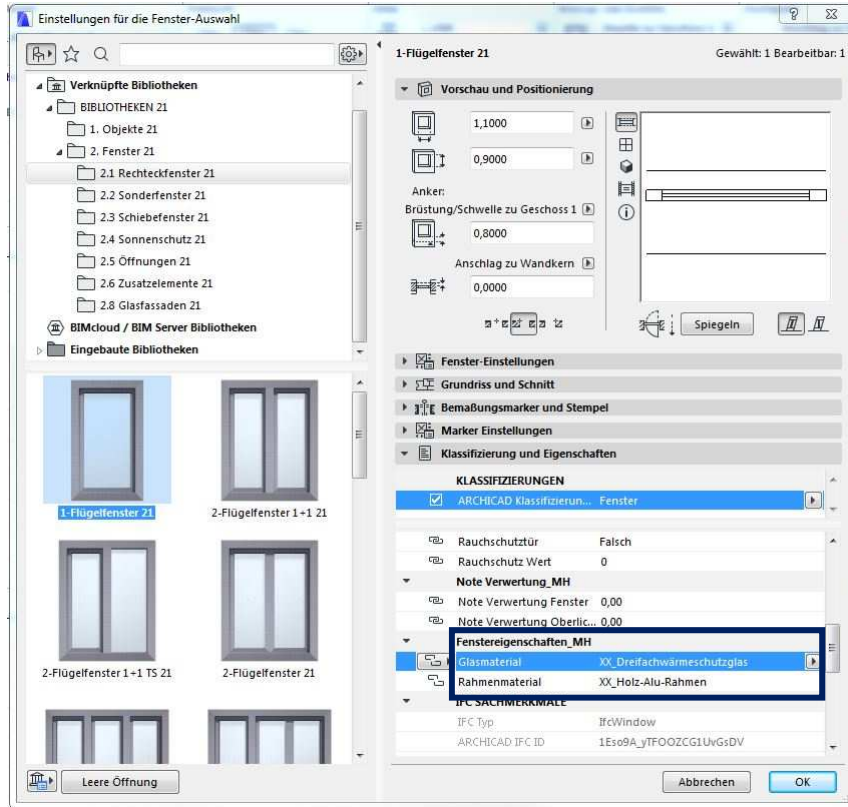 Einstellungen für die Fenster-Auswahl
Verknüpfte Bibliotheken
BIBLIOTHEKEN 21
1. Objekte 21
2. Fenster 21
2.1 Rechteckfenster 21
2.2 Sonderfenster 21
2.3 Schiebefenster 21
2.4 Sonnenschutz 21
2.5 Öffnungen 21
2.6 Zusatzelemente 21
2.8 Glasfassaden 21
BIMcloud / BIM Server Bibliotheken
Eingebaute Bibliotheken
1-Flügelfenster 21
2-Flügelfenster 1+1 21
2-Flügelfenster 1+1 TS 21
2-Flügelfenster 21
Leere Öffnung
1-Flügelfenster 21
Gewählt: 1 Bearbeitbar: 1
Vorschau und Positionierung
1,1000
0,9000
Anker:
Brüstung/Schwelle zu Geschoss 1
0,8000
Anschlag zu Wandkern
0,0000
Spiegeln
Fenster-Einstellungen
Grundriss und Schnitt
Bemaßungsmarker und Stempel
Marker Einstellungen
Klassifizierung und Eigenschaften
KLASSIFIZIERUNGEN
ARCHICAD Klassifizierun... Fenster
Rauchschutztür Falsch
Rauchschutz Wert 0
Note Verwertung_MH
Note Verwertung Fenster 0,00
Note Verwertung Oberlic... 0,00
Fenstereigenschaften_MH
Glasmaterial XX_Dreifachwärmeschutzglas
Rahmenmaterial XX_Holz-Alu-Rahmen
IFC SACHMERKMALE
IFC Typ IfcWindow
ARCHICAD IFC ID 1Eso9A_yTFOOZCG1UvGsDV
Abbrechen
OK